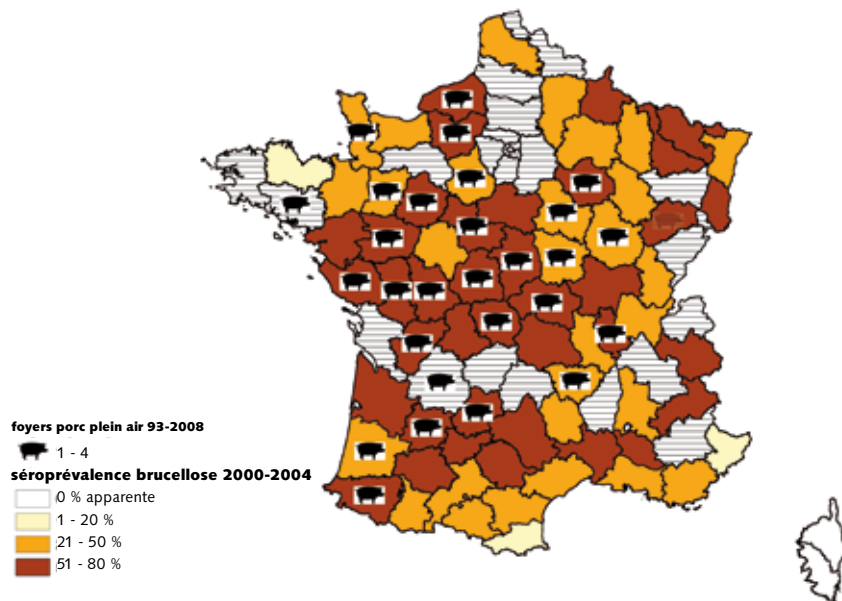 foyers porc plein air 93-2008
1 - 4
séroprévalence brucellose 2000-2004
0 % apparente
1 - 20 %
21 - 50 %
51 - 80 %